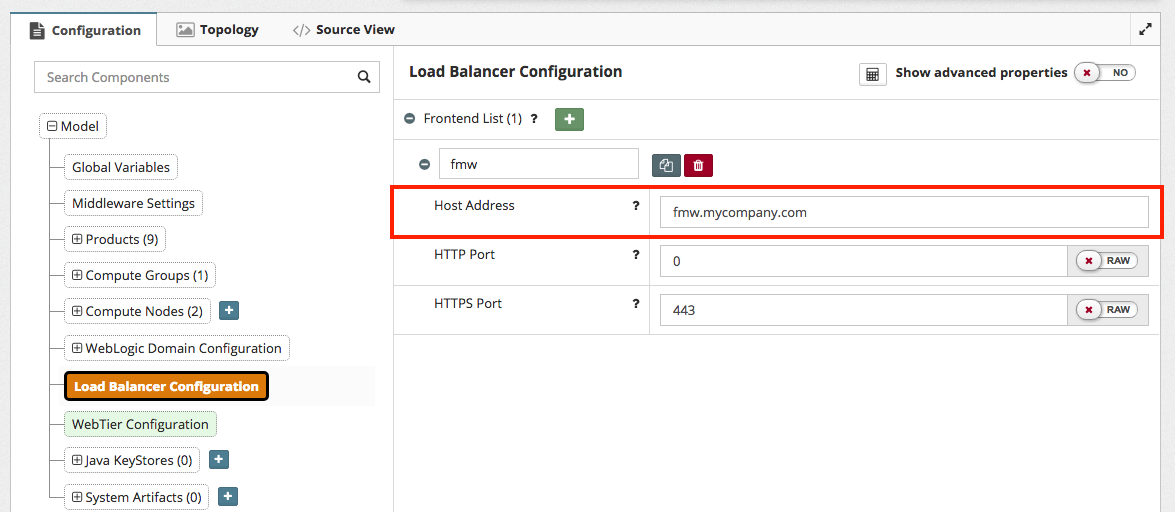 Configuration
Topology
</> Source View
Search Components
Model
Global Variables
Middleware Settings
Products (9)
Compute Groups (1)
Compute Nodes (2)
WebLogic Domain Configuration
Load Balancer Configuration
WebTier Configuration
Java KeyStores (0)
System Artifacts (0)
Load Balancer Configuration
Show advanced properties
NO
Frontend List (1) ?
fmw
Host Address ?
fmw.mycompany.com
HTTP Port ?
0
RAW
HTTPS Port ?
443
RAW